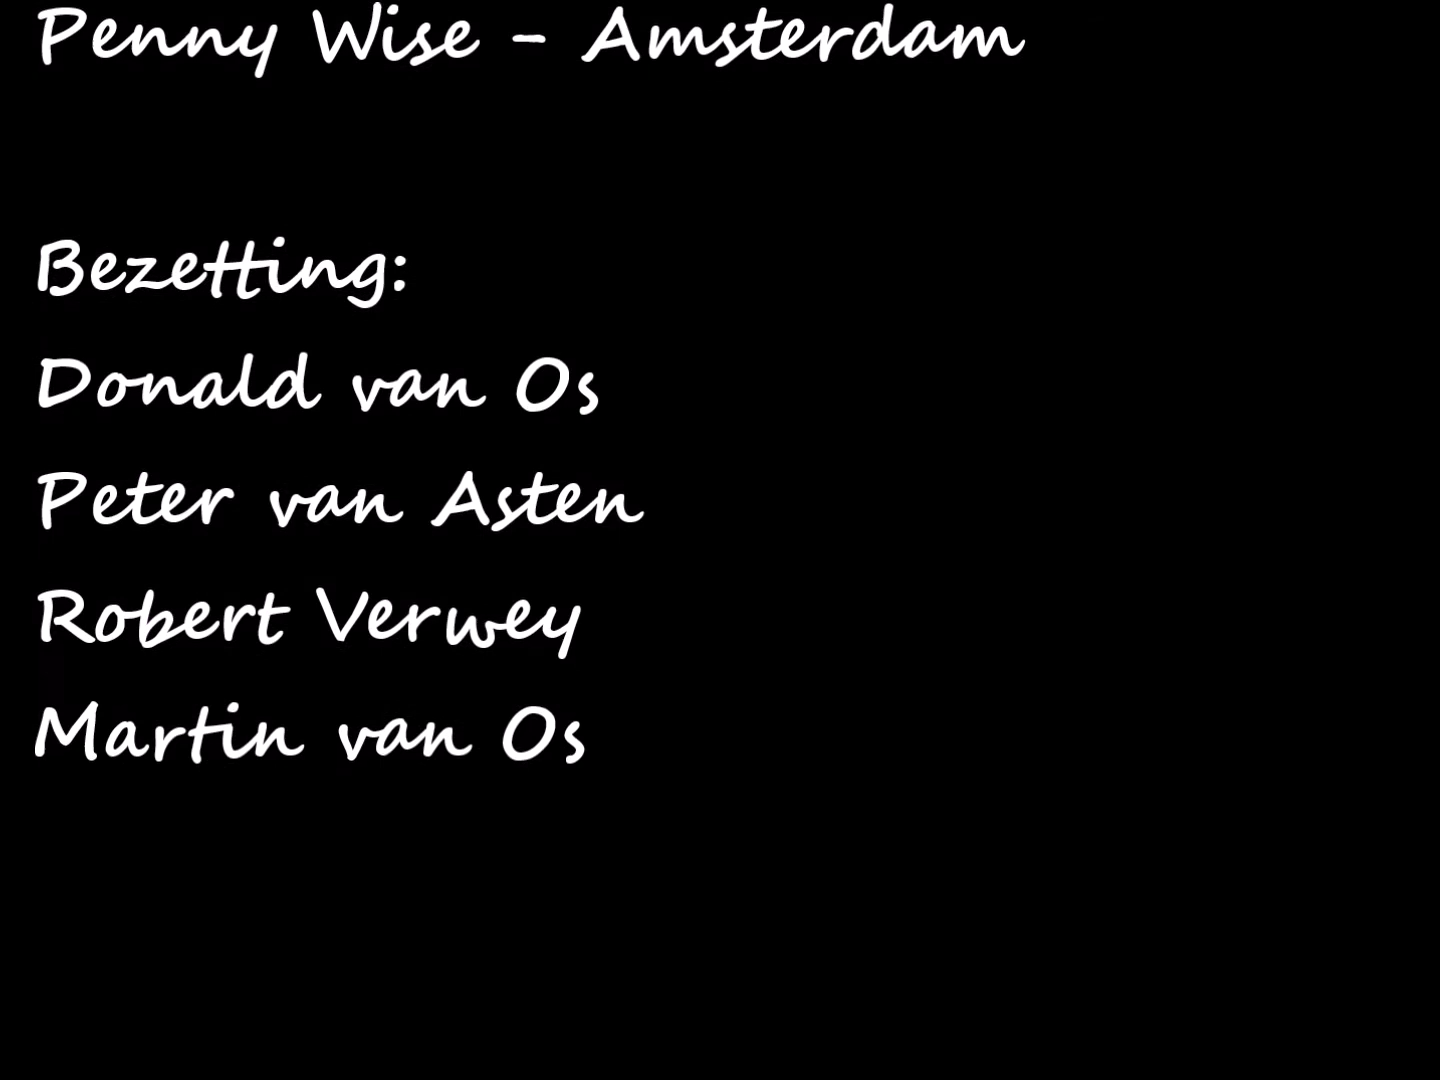 Penny Wise - Amsterdam
Bezetting:
Donald van Os
Peter van Asten
Robert Verwey
Martin van Os